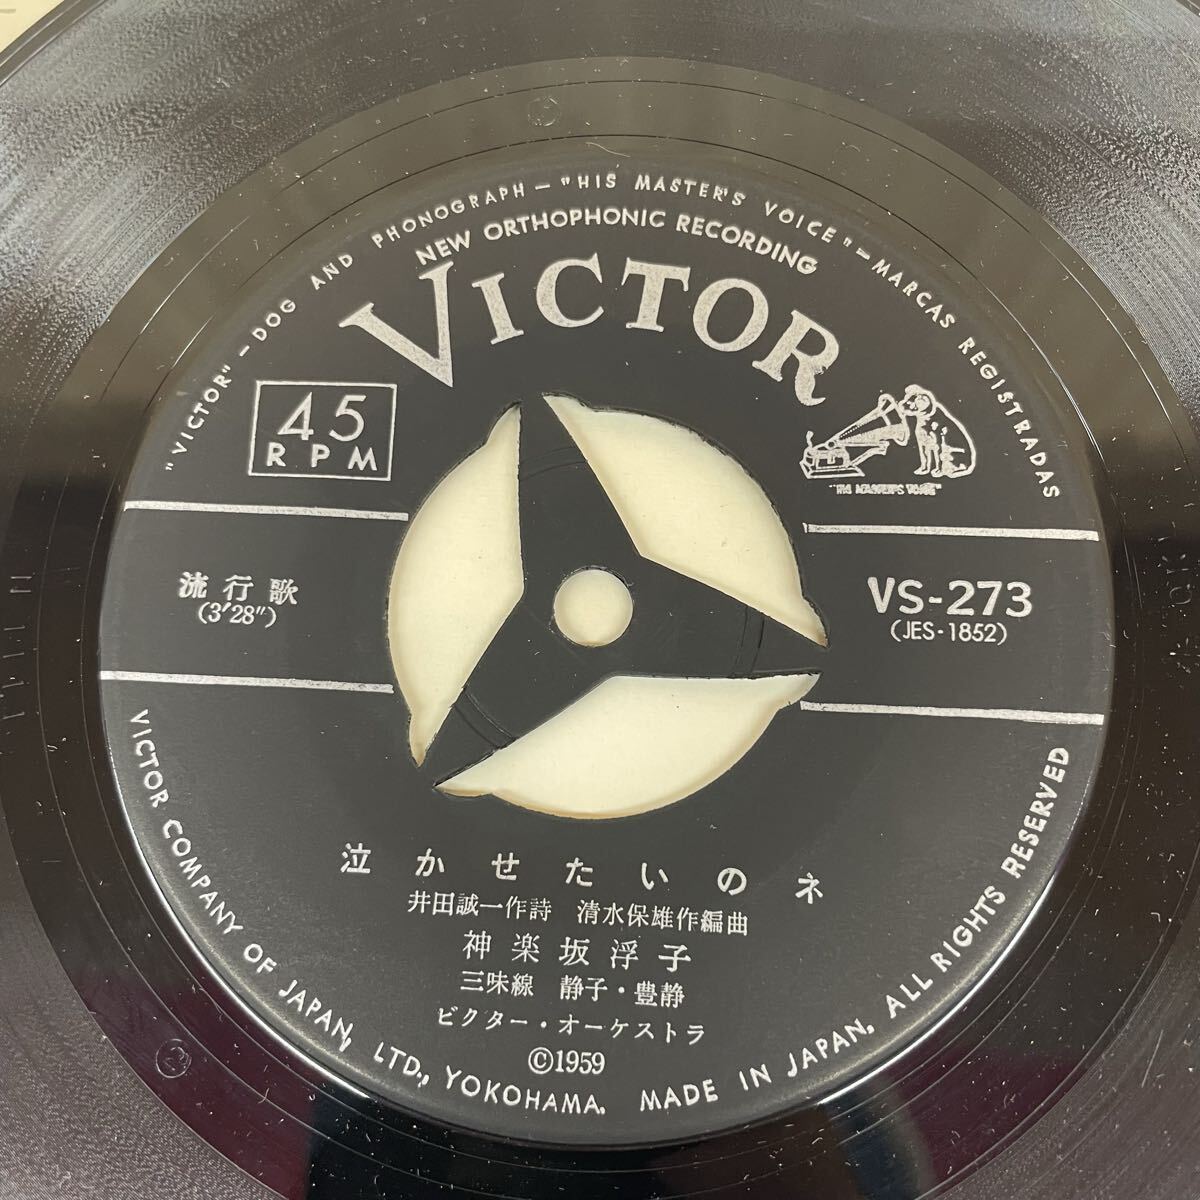 "VICTOR"—DOG AND PHONOGRAPH—"HIS MASTER'S VOICE"—MARCAS REGISTRADAS
NEW ORTHOPHONIC RECORDING
VICTOR
45
RPM
"HIS MASTER'S VOICE"
流行歌
(3'28")
VS-273
(JES-1852)
泣かせたいのネ
井田誠一作詩 清水保雄作編曲
神楽坂浮子
三味線 静子・豊静
ビクター・オーケストラ
©1959
VICTOR COMPANY OF JAPAN, LTD., YOKOHAMA. MADE IN JAPAN, ALL RIGHTS RESERVED